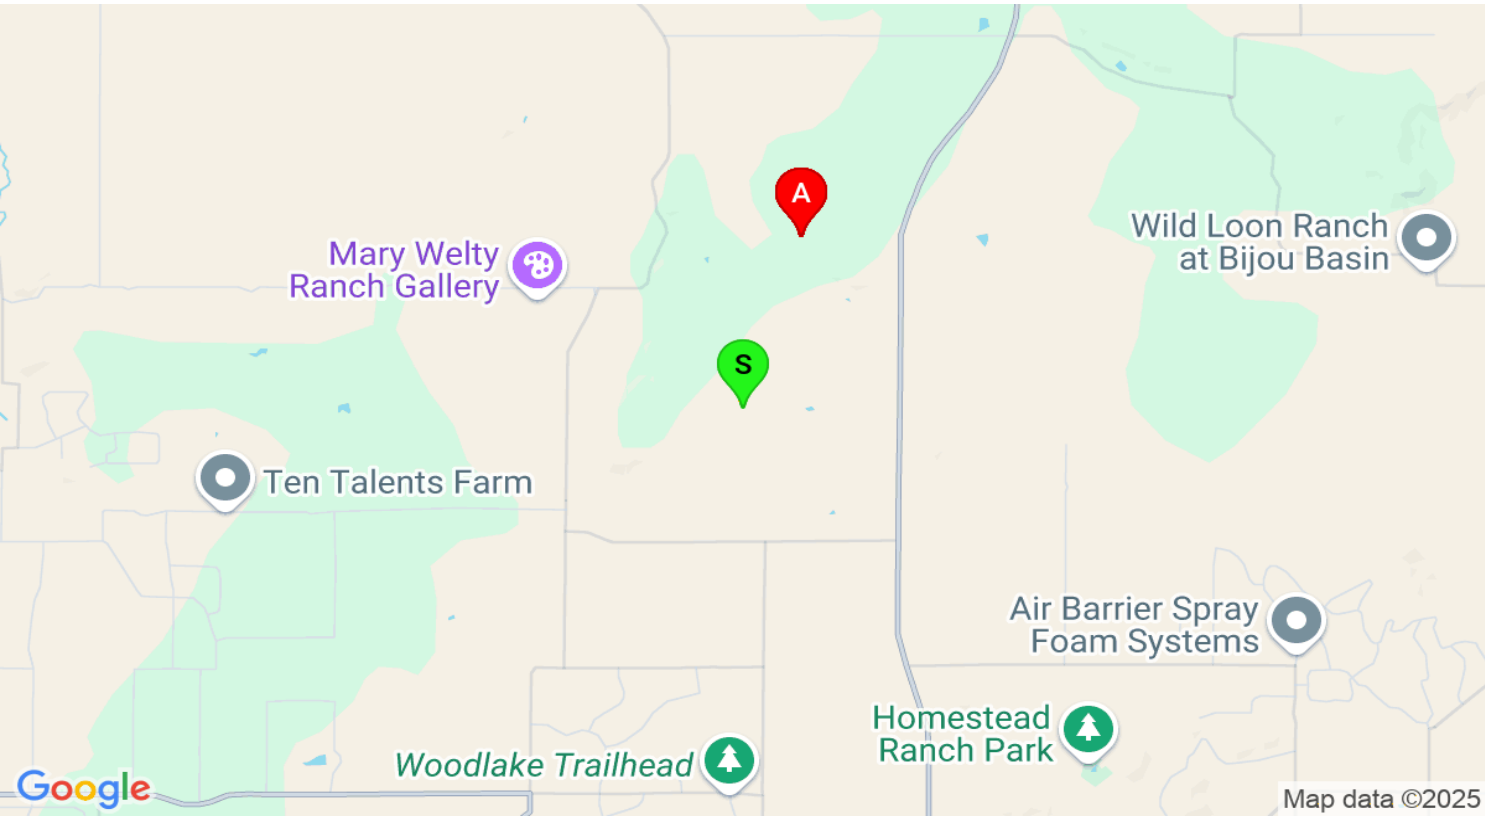 A
Wild Loon Ranch
at Bijou Basin
Mary Welty
Ranch Gallery
S
Ten Talents Farm
Air Barrier Spray
Foam Systems
Homestead
Ranch Park
Woodlake Trailhead
Google
Map data ©2025